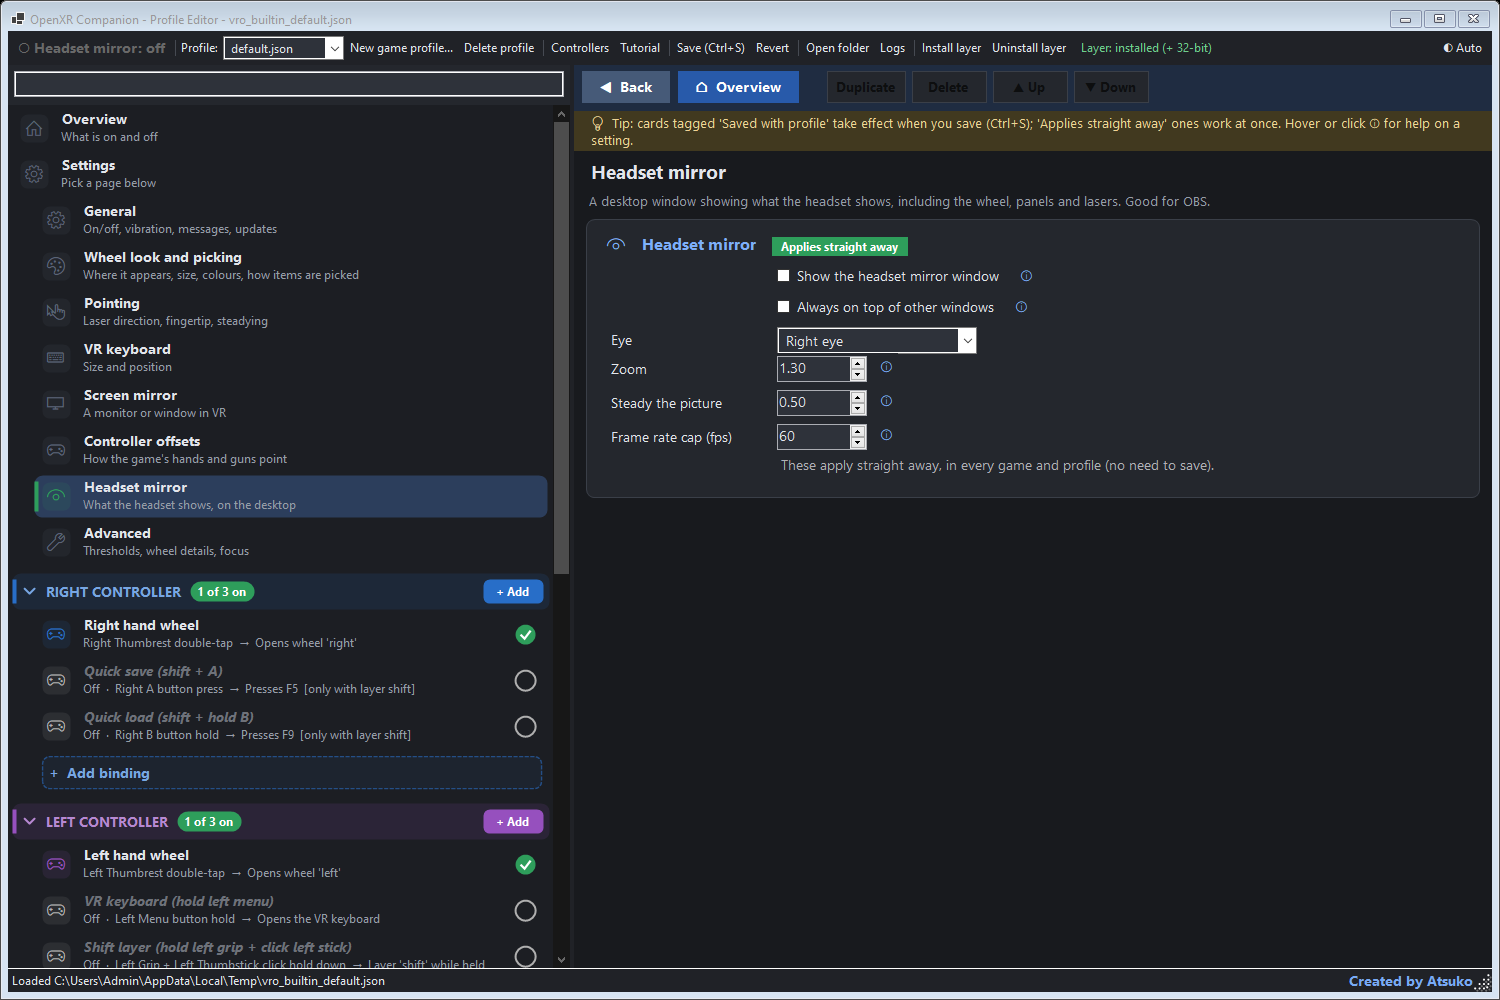 OpenXR Companion - Profile Editor - vro_builtin_default.json
Headset mirror: off
Profile:
default.json
New game profile...
Delete profile
Controllers
Tutorial
Save (Ctrl+S)
Revert
Open folder
Logs
Install layer
Uninstall layer
Layer: installed (+ 32-bit)
Auto
Overview
What is on and off
Settings
Pick a page below
General
On/off, vibration, messages, updates
Wheel look and picking
Where it appears, size, colours, how items are picked
Pointing
Laser direction, fingertip, steadying
VR keyboard
Size and position
Screen mirror
A monitor or window in VR
Controller offsets
How the game's hands and guns point
Headset mirror
What the headset shows, on the desktop
Advanced
Thresholds, wheel details, focus
RIGHT CONTROLLER
1 of 3 on
+ Add
Right hand wheel
Right Thumbrest double-tap → Opens wheel 'right'
Quick save (shift + A)
Off · Right A button press → Presses F5 [only with layer shift]
Quick load (shift + hold B)
Off · Right B button hold → Presses F9 [only with layer shift]
+ Add binding
LEFT CONTROLLER
1 of 3 on
+ Add
Left hand wheel
Left Thumbrest double-tap → Opens wheel 'left'
VR keyboard (hold left menu)
Off · Left Menu button hold → Opens the VR keyboard
Shift layer (hold left grip + click left stick)
Off · Left Grip + Left Thumbstick click hold down → Layer 'shift' while held
Back
Overview
Duplicate
Delete
Up
Down
Tip: cards tagged 'Saved with profile' take effect when you save (Ctrl+S); 'Applies straight away' ones work at once. Hover or click ⓘ for help on a
setting.
Headset mirror
A desktop window showing what the headset shows, including the wheel, panels and lasers. Good for OBS.
Headset mirror
Applies straight away
Show the headset mirror window
Always on top of other windows
Eye
Right eye
Zoom
1.30
Steady the picture
0.50
Frame rate cap (fps)
60
These apply straight away, in every game and profile (no need to save).
Loaded C:\Users\Admin\AppData\Local\Temp\vro_builtin_default.json
Created by Atsuko